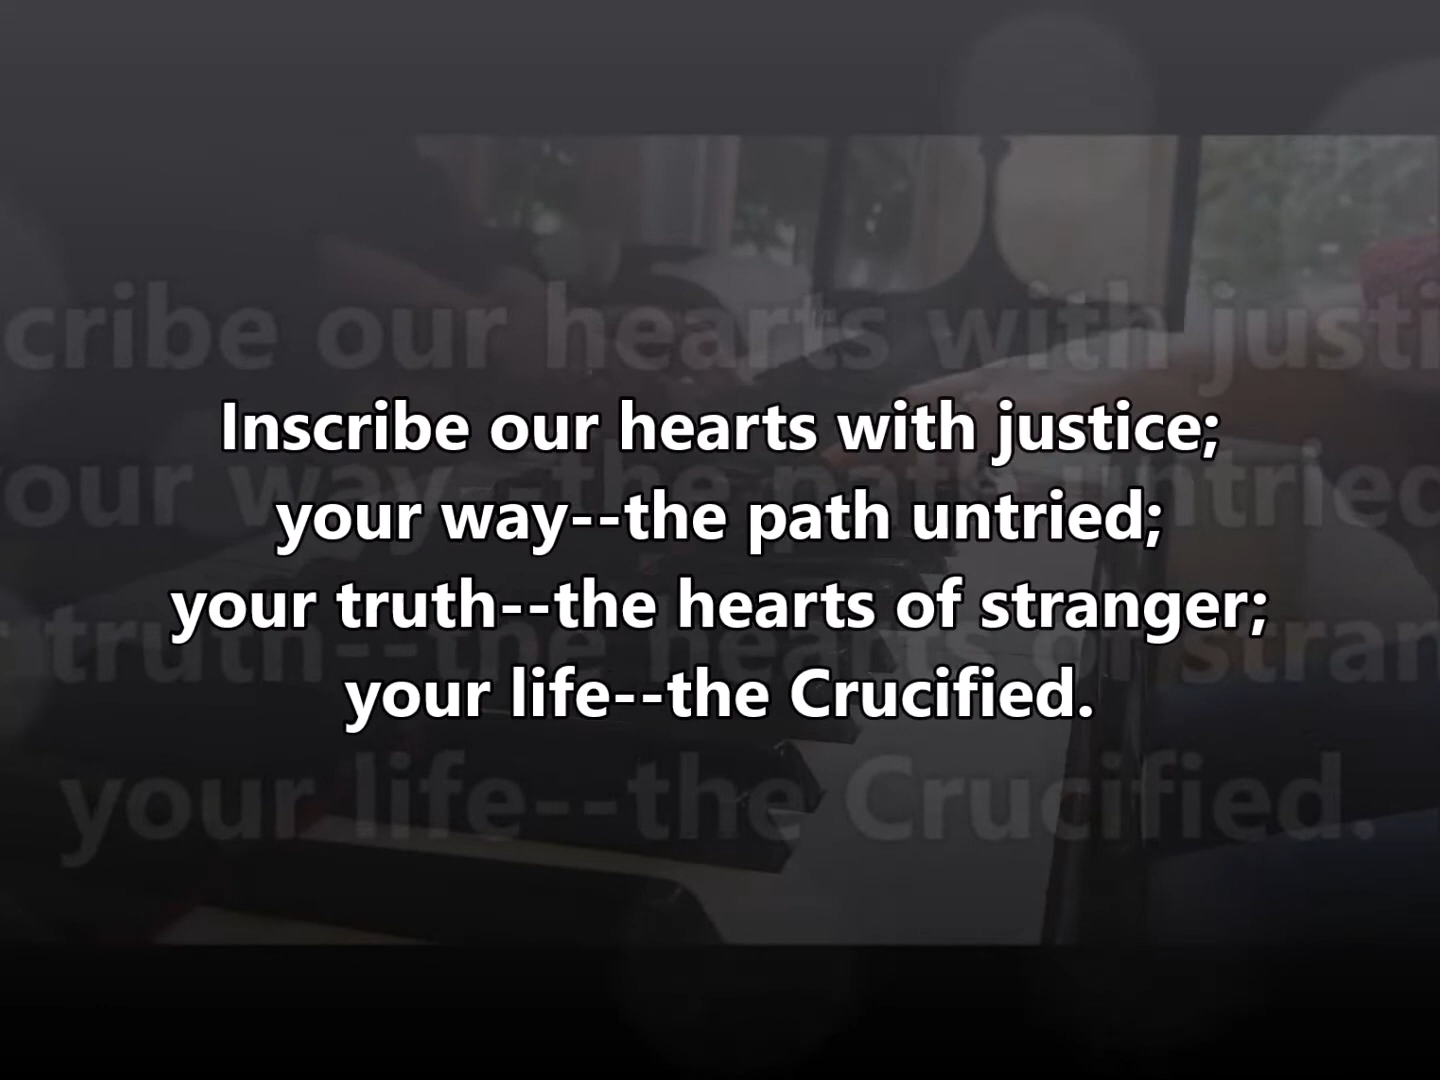 Inscribe our hearts with justice;
your way--the path untried;
your truth--the hearts of stranger;
your life--the Crucified.